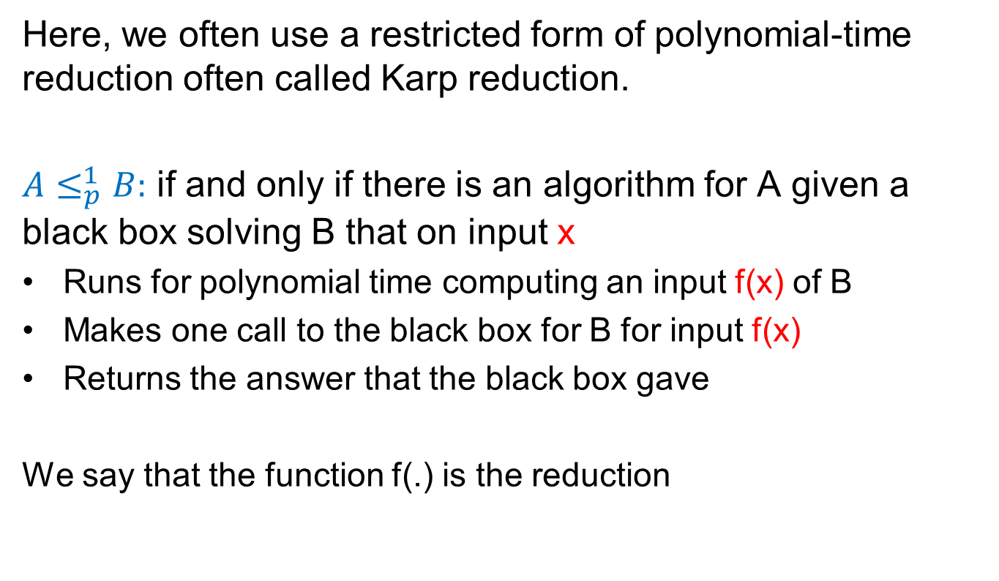 Here, we often use a restricted form of polynomial-time
reduction often called Karp reduction.
A ≤¹ₚ B: if and only if there is an algorithm for A given a
black box solving B that on input x
• Runs for polynomial time computing an input f(x) of B
• Makes one call to the black box for B for input f(x)
• Returns the answer that the black box gave
We say that the function f(.) is the reduction